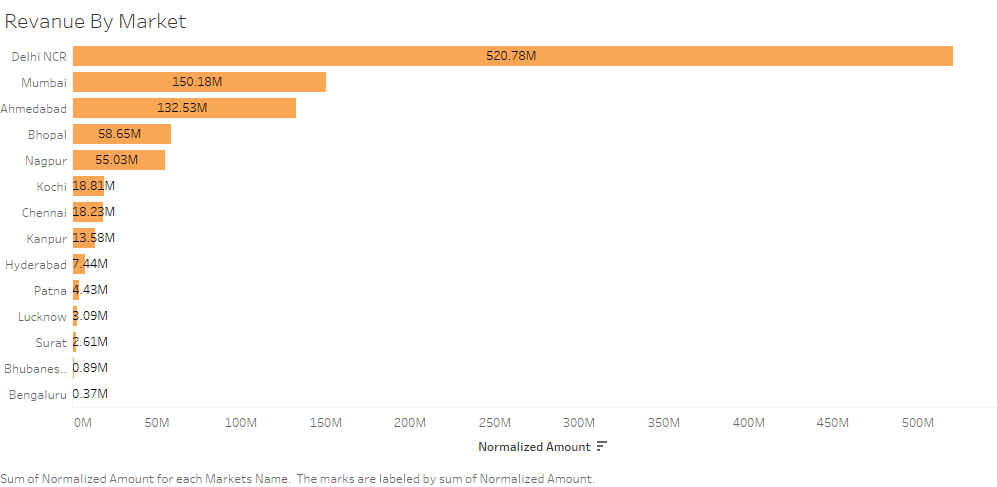 Revanue By Market
Delhi NCR 520.78M
Mumbai 150.18M
Ahmedabad 132.53M
Bhopal 58.65M
Nagpur 55.03M
Kochi 18.81M
Chennai 18.23M
Kanpur 13.58M
Hyderabad 7.44M
Patna 4.43M
Lucknow 3.09M
Surat 2.61M
Bhubanes.. 0.89M
Bengaluru 0.37M
0M 50M 100M 150M 200M 250M 300M 350M 400M 450M 500M
Normalized Amount
Sum of Normalized Amount for each Markets Name. The marks are labeled by sum of Normalized Amount.